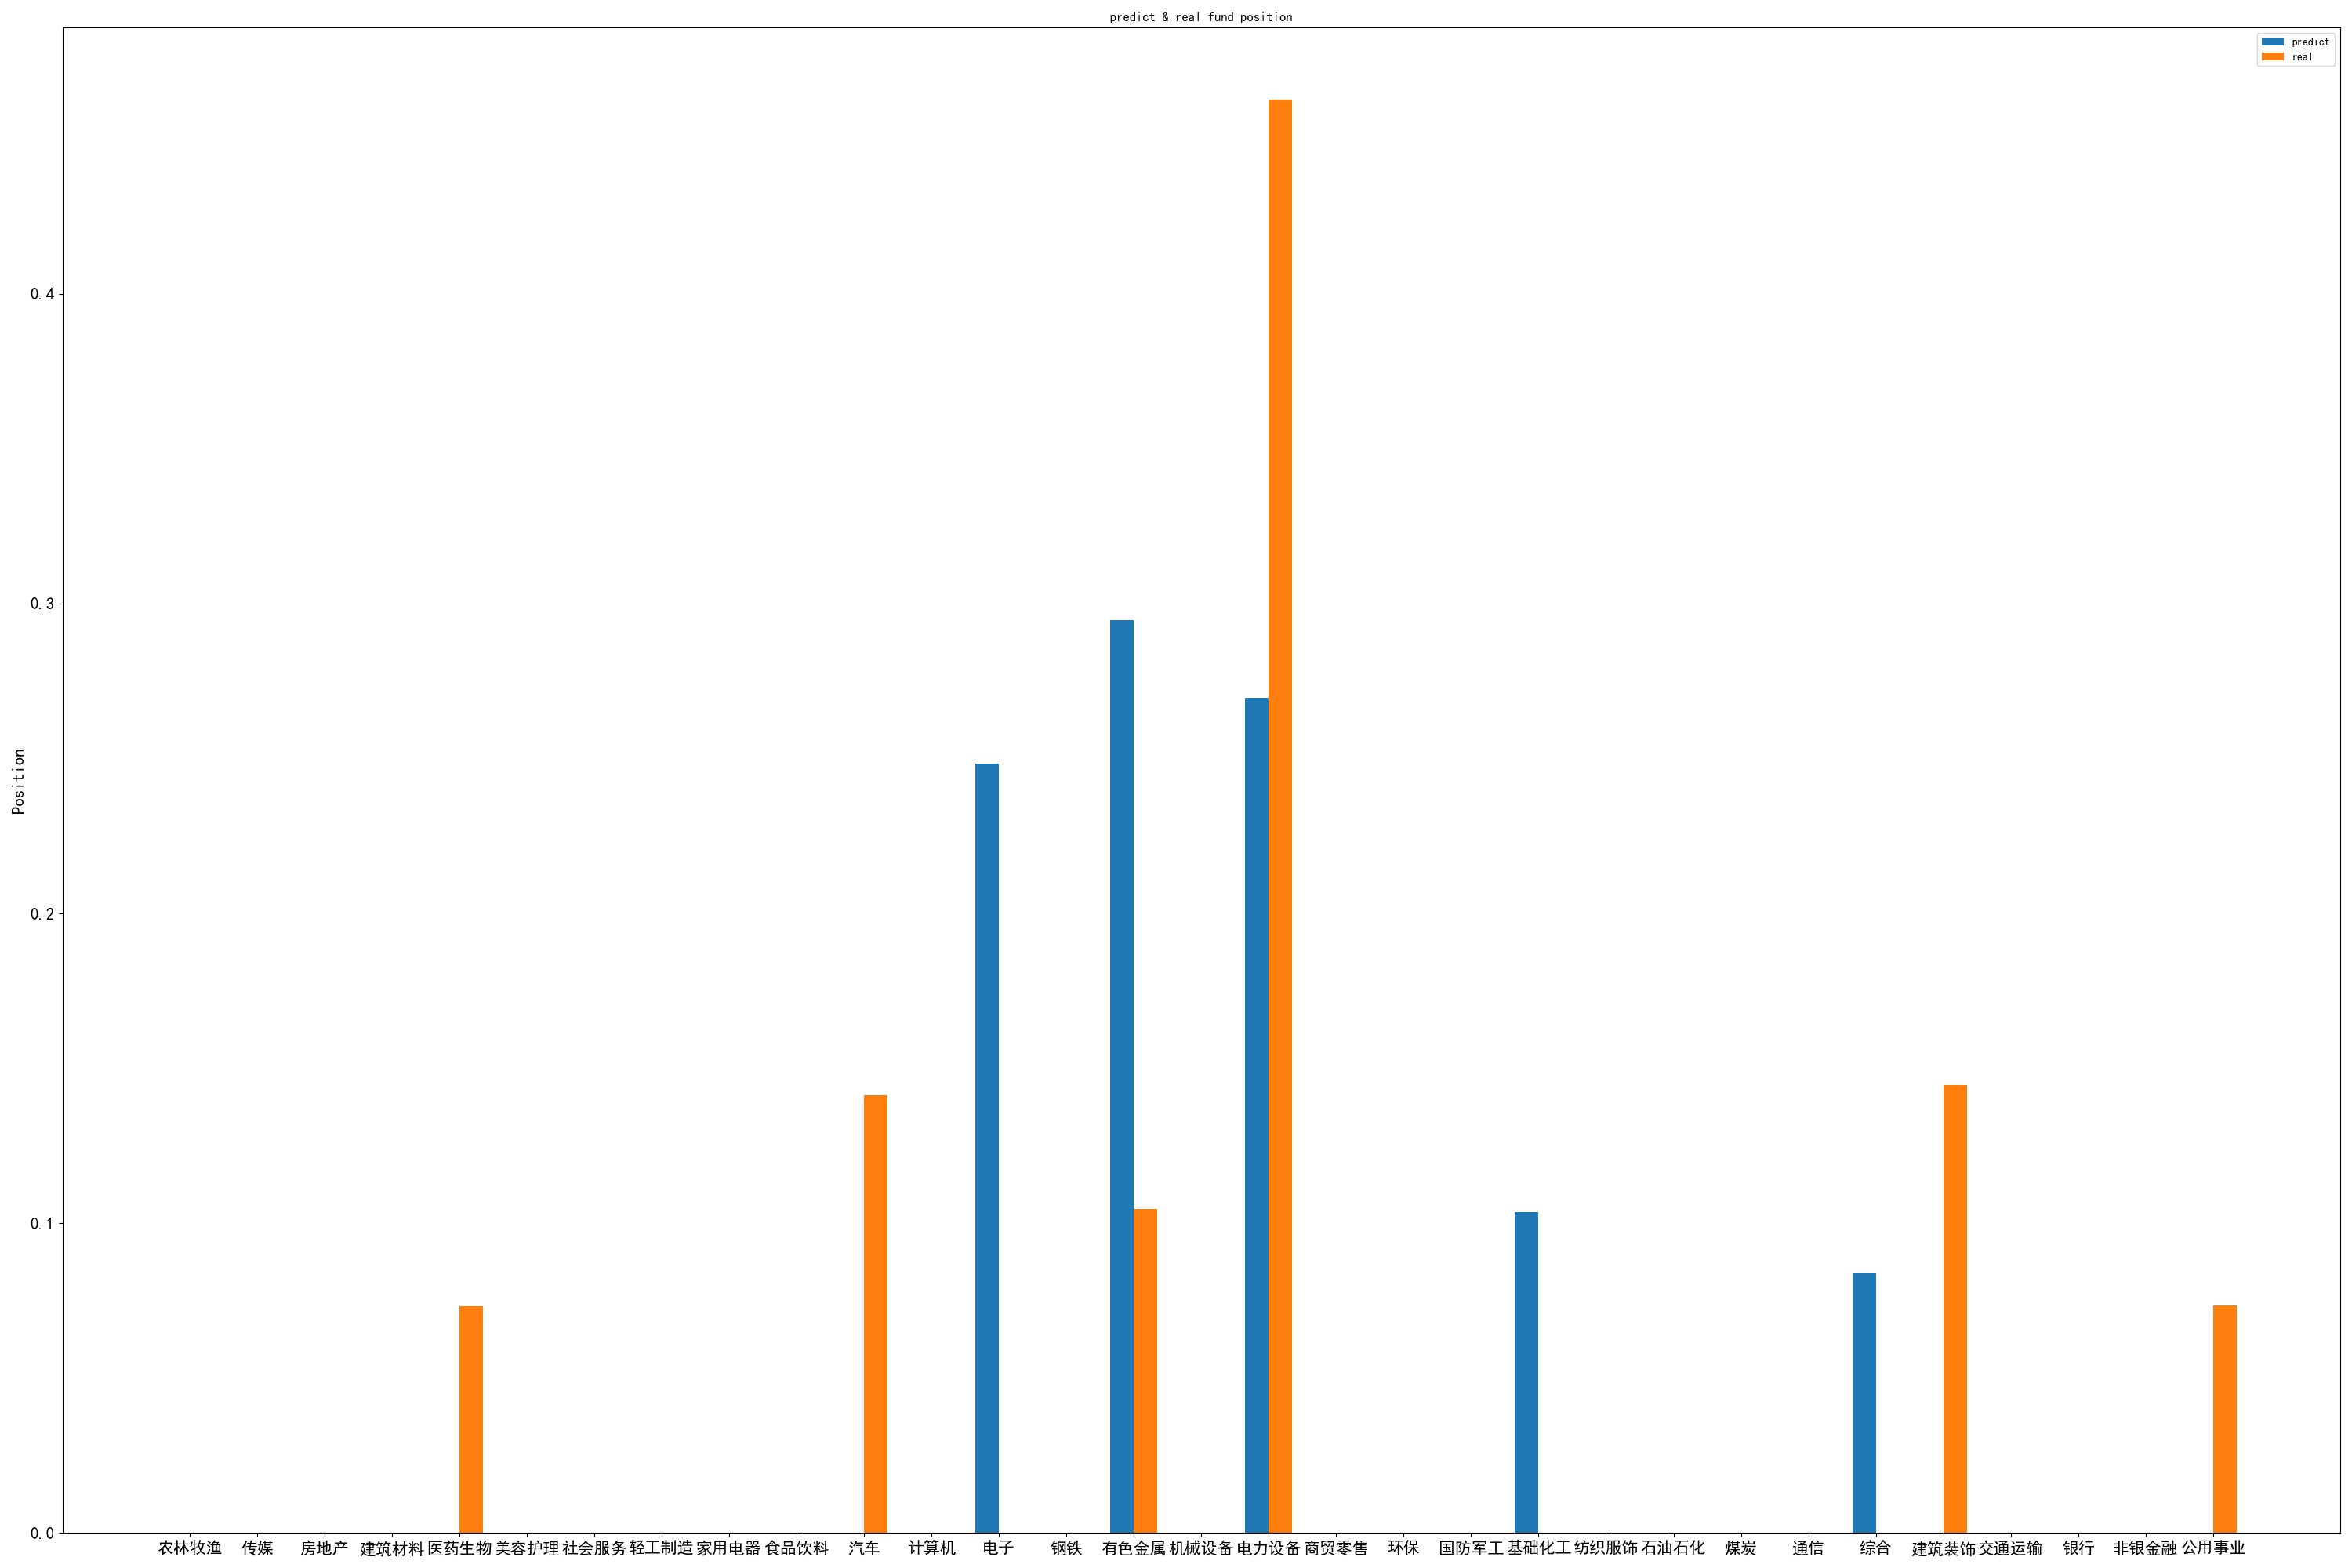 predict & real fund position
predict
real
Position
0.4
0.3
0.2
0.1
0.0
农林牧渔 传媒 房地产 建筑材料 医药生物 美容护理 社会服务 轻工制造 家用电器 食品饮料 汽车 计算机 电子 钢铁 有色金属 机械设备 电力设备 商贸零售 环保 国防军工 基础化工 纺织服饰 石油石化 煤炭 通信 综合 建筑装饰 交通运输 银行 非银金融 公用事业